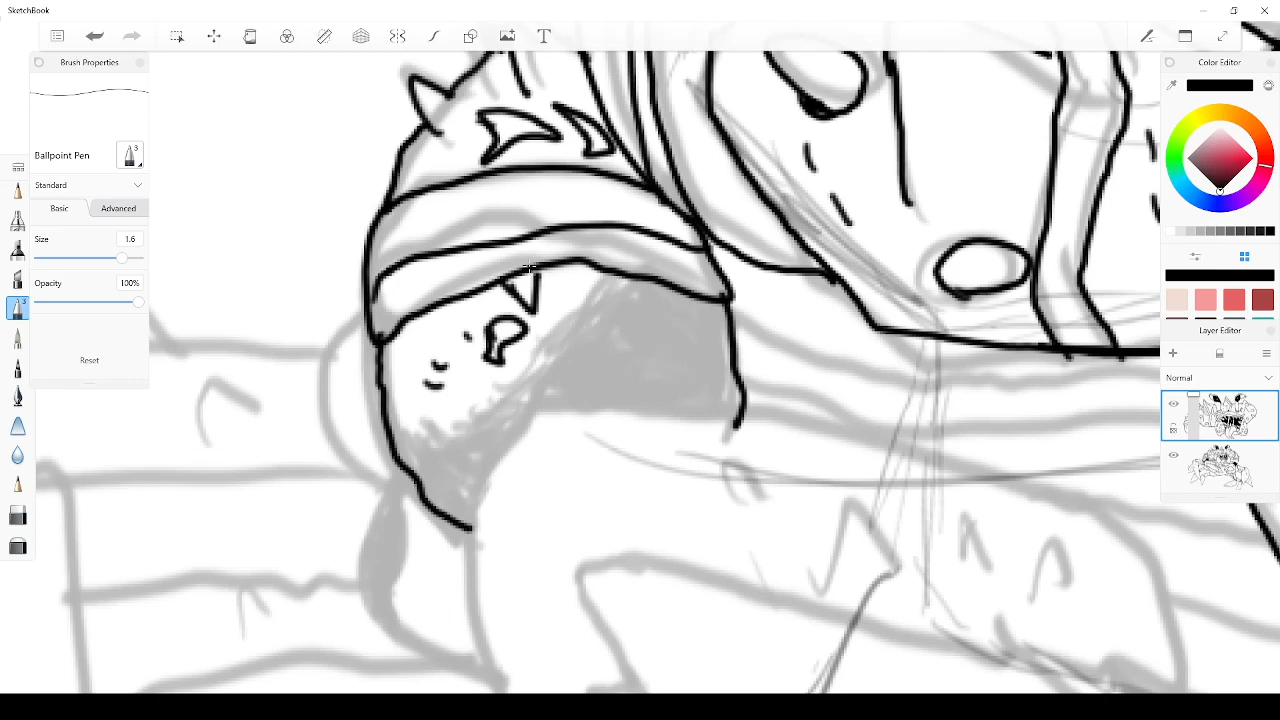 SketchBook
Brush Properties
Ballpoint Pen
3
Standard
Basic
Advanced
Size
1.6
Opacity
100%
Reset
Color Editor
Layer Editor
Normal